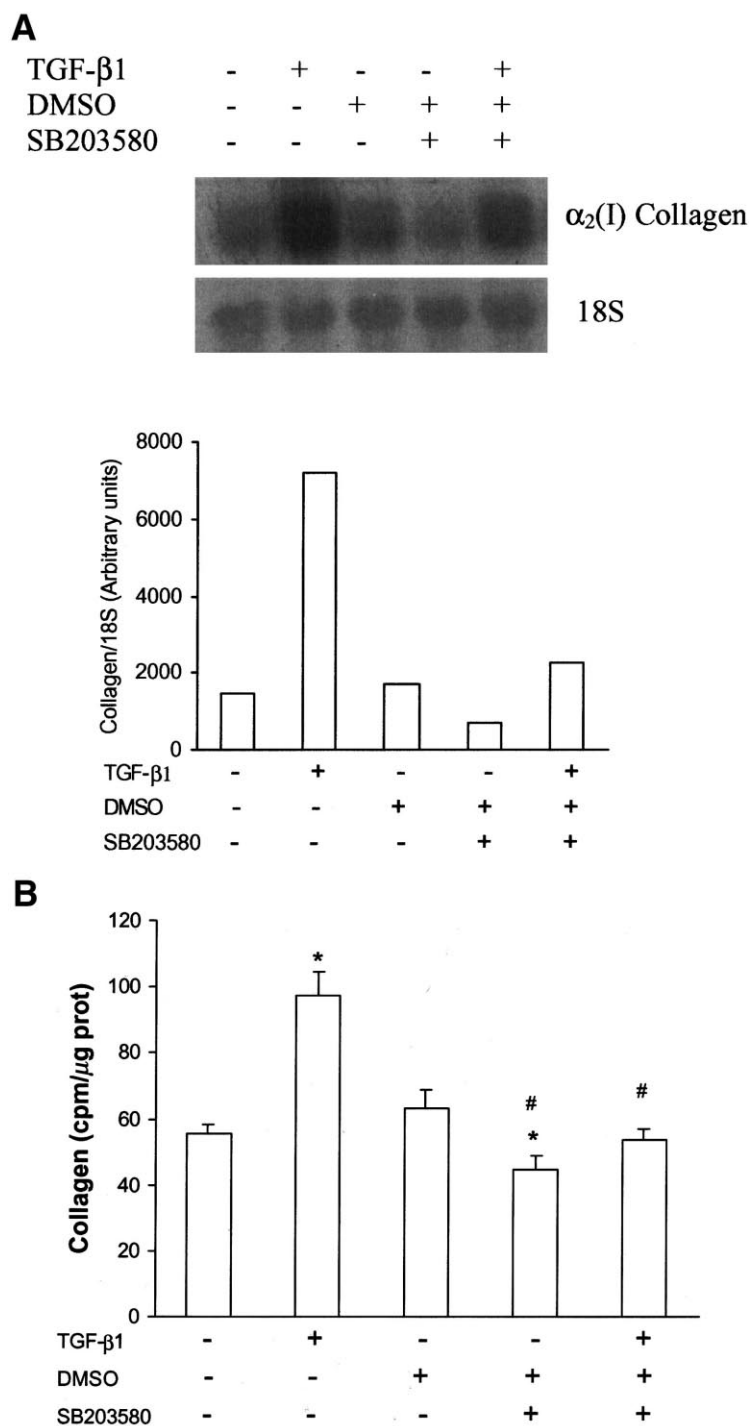 A
TGF-β1 - + - - +
DMSO - - + + +
SB203580 - - - + +
α₂(I) Collagen
18S
Collagen/18S (Arbitrary units)
8000
6000
4000
2000
0
TGF-β1 - + - - +
DMSO - - + + +
SB203580 - - - + +
B
Collagen (cpm/μg prot)
120
100
80
60
40
20
0
*
#
*
#
TGF-β1 - + - - +
DMSO - - + + +
SB203580 - - - + +